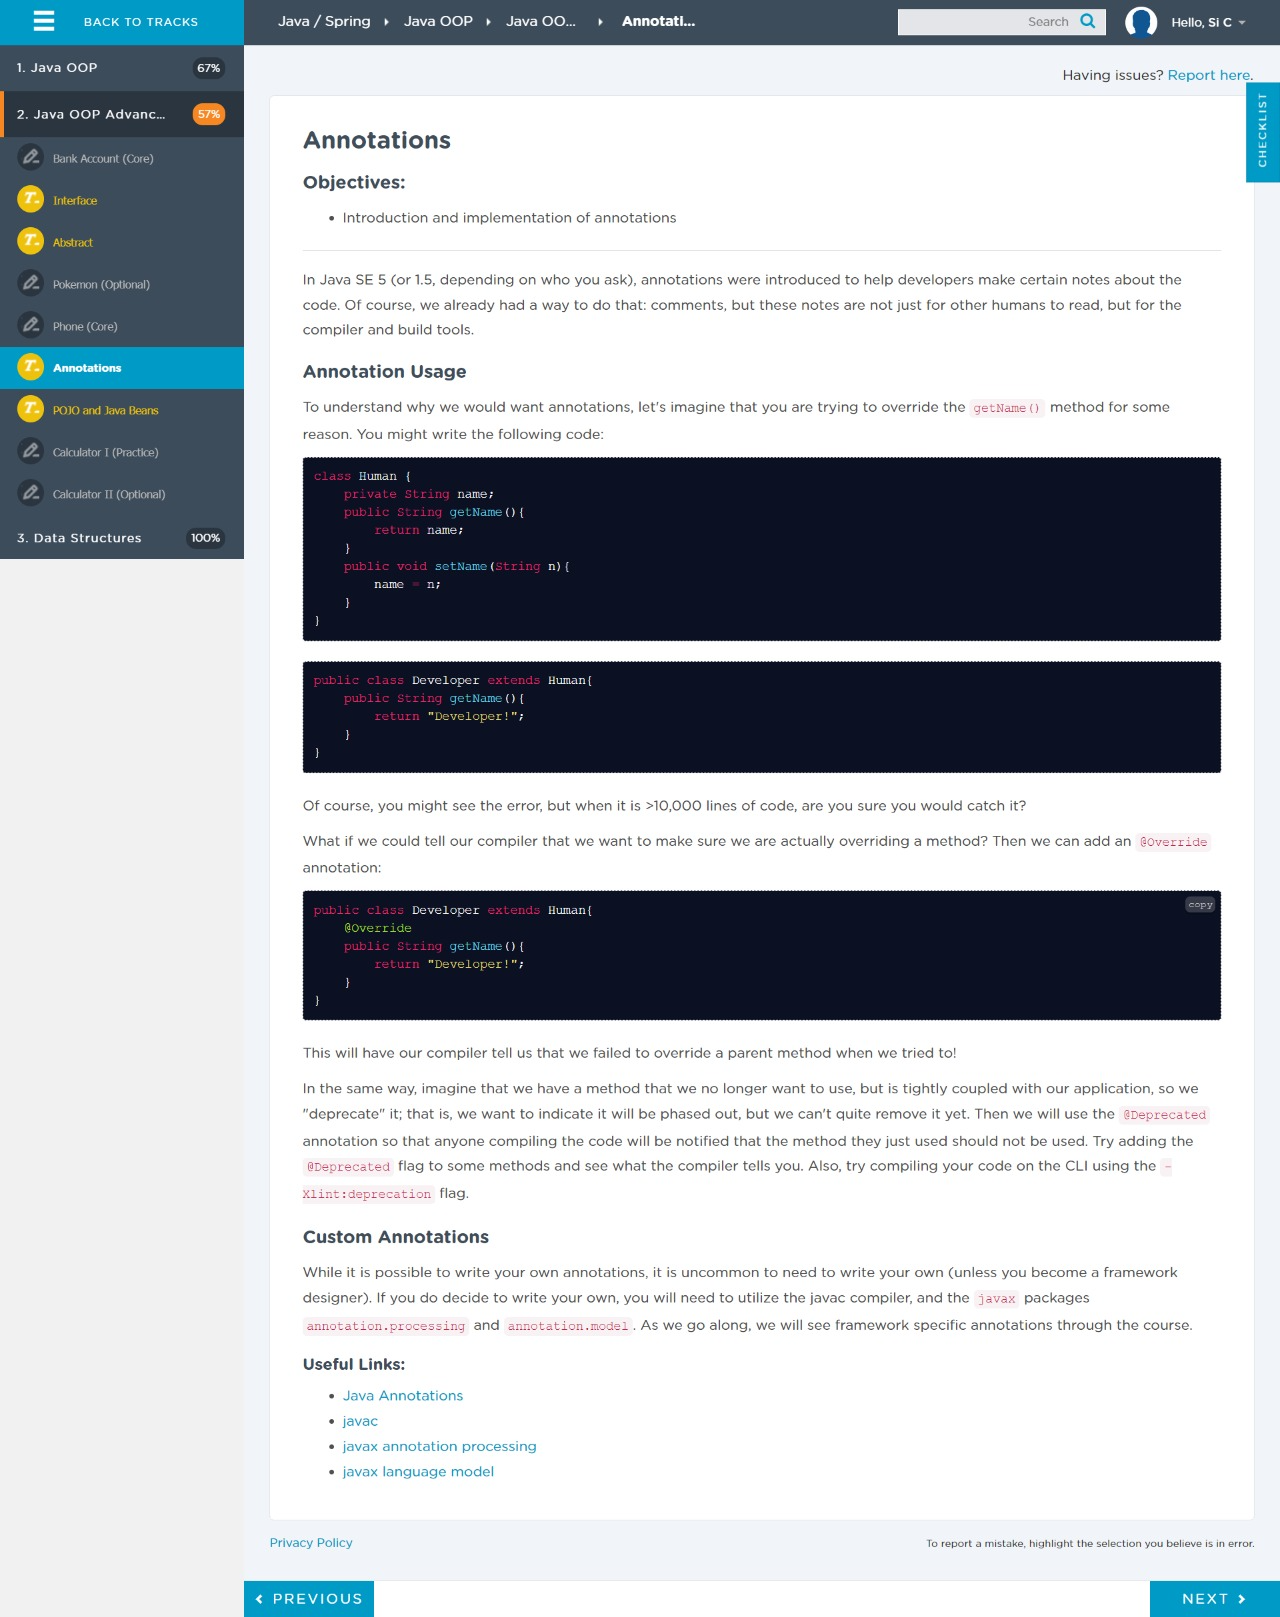 BACK TO TRACKS
Java / Spring
Java OOP
Java OO...
Annotati...
Search
Hello, Si C
1. Java OOP
67%
2. Java OOP Advanc...
57%
Bank Account (Core)
T
Interface
T
Abstract
Pokemon (Optional)
Phone (Core)
T
Annotations
T
POJO and Java Beans
Calculator I (Practice)
Calculator II (Optional)
3. Data Structures
100%
Having issues? Report here.
CHECKLIST
Annotations
Objectives:
• Introduction and implementation of annotations
In Java SE 5 (or 1.5, depending on who you ask), annotations were introduced to help developers make certain notes about the
code. Of course, we already had a way to do that: comments, but these notes are not just for other humans to read, but for the
compiler and build tools.
Annotation Usage
To understand why we would want annotations, let's imagine that you are trying to override the getName() method for some
reason. You might write the following code:
class Human {
    private String name;
    public String getName(){
        return name;
    }
    public void setName(String n){
        name = n;
    }
}
public class Developer extends Human{
    public String getName(){
        return "Developer!";
    }
}
Of course, you might see the error, but when it is >10,000 lines of code, are you sure you would catch it?
What if we could tell our compiler that we want to make sure we are actually overriding a method? Then we can add an @Override
annotation:
copy
public class Developer extends Human{
    @Override
    public String getName(){
        return "Developer!";
    }
}
This will have our compiler tell us that we failed to override a parent method when we tried to!
In the same way, imagine that we have a method that we no longer want to use, but is tightly coupled with our application, so we
"deprecate" it; that is, we want to indicate it will be phased out, but we can't quite remove it yet. Then we will use the @Deprecated
annotation so that anyone compiling the code will be notified that the method they just used should not be used. Try adding the
@Deprecated flag to some methods and see what the compiler tells you. Also, try compiling your code on the CLI using the -
Xlint:deprecation flag.
Custom Annotations
While it is possible to write your own annotations, it is uncommon to need to write your own (unless you become a framework
designer). If you do decide to write your own, you will need to utilize the javac compiler, and the javax packages
annotation.processing and annotation.model. As we go along, we will see framework specific annotations through the course.
Useful Links:
• Java Annotations
• javac
• javax annotation processing
• javax language model
Privacy Policy
To report a mistake, highlight the selection you believe is in error.
PREVIOUS
NEXT